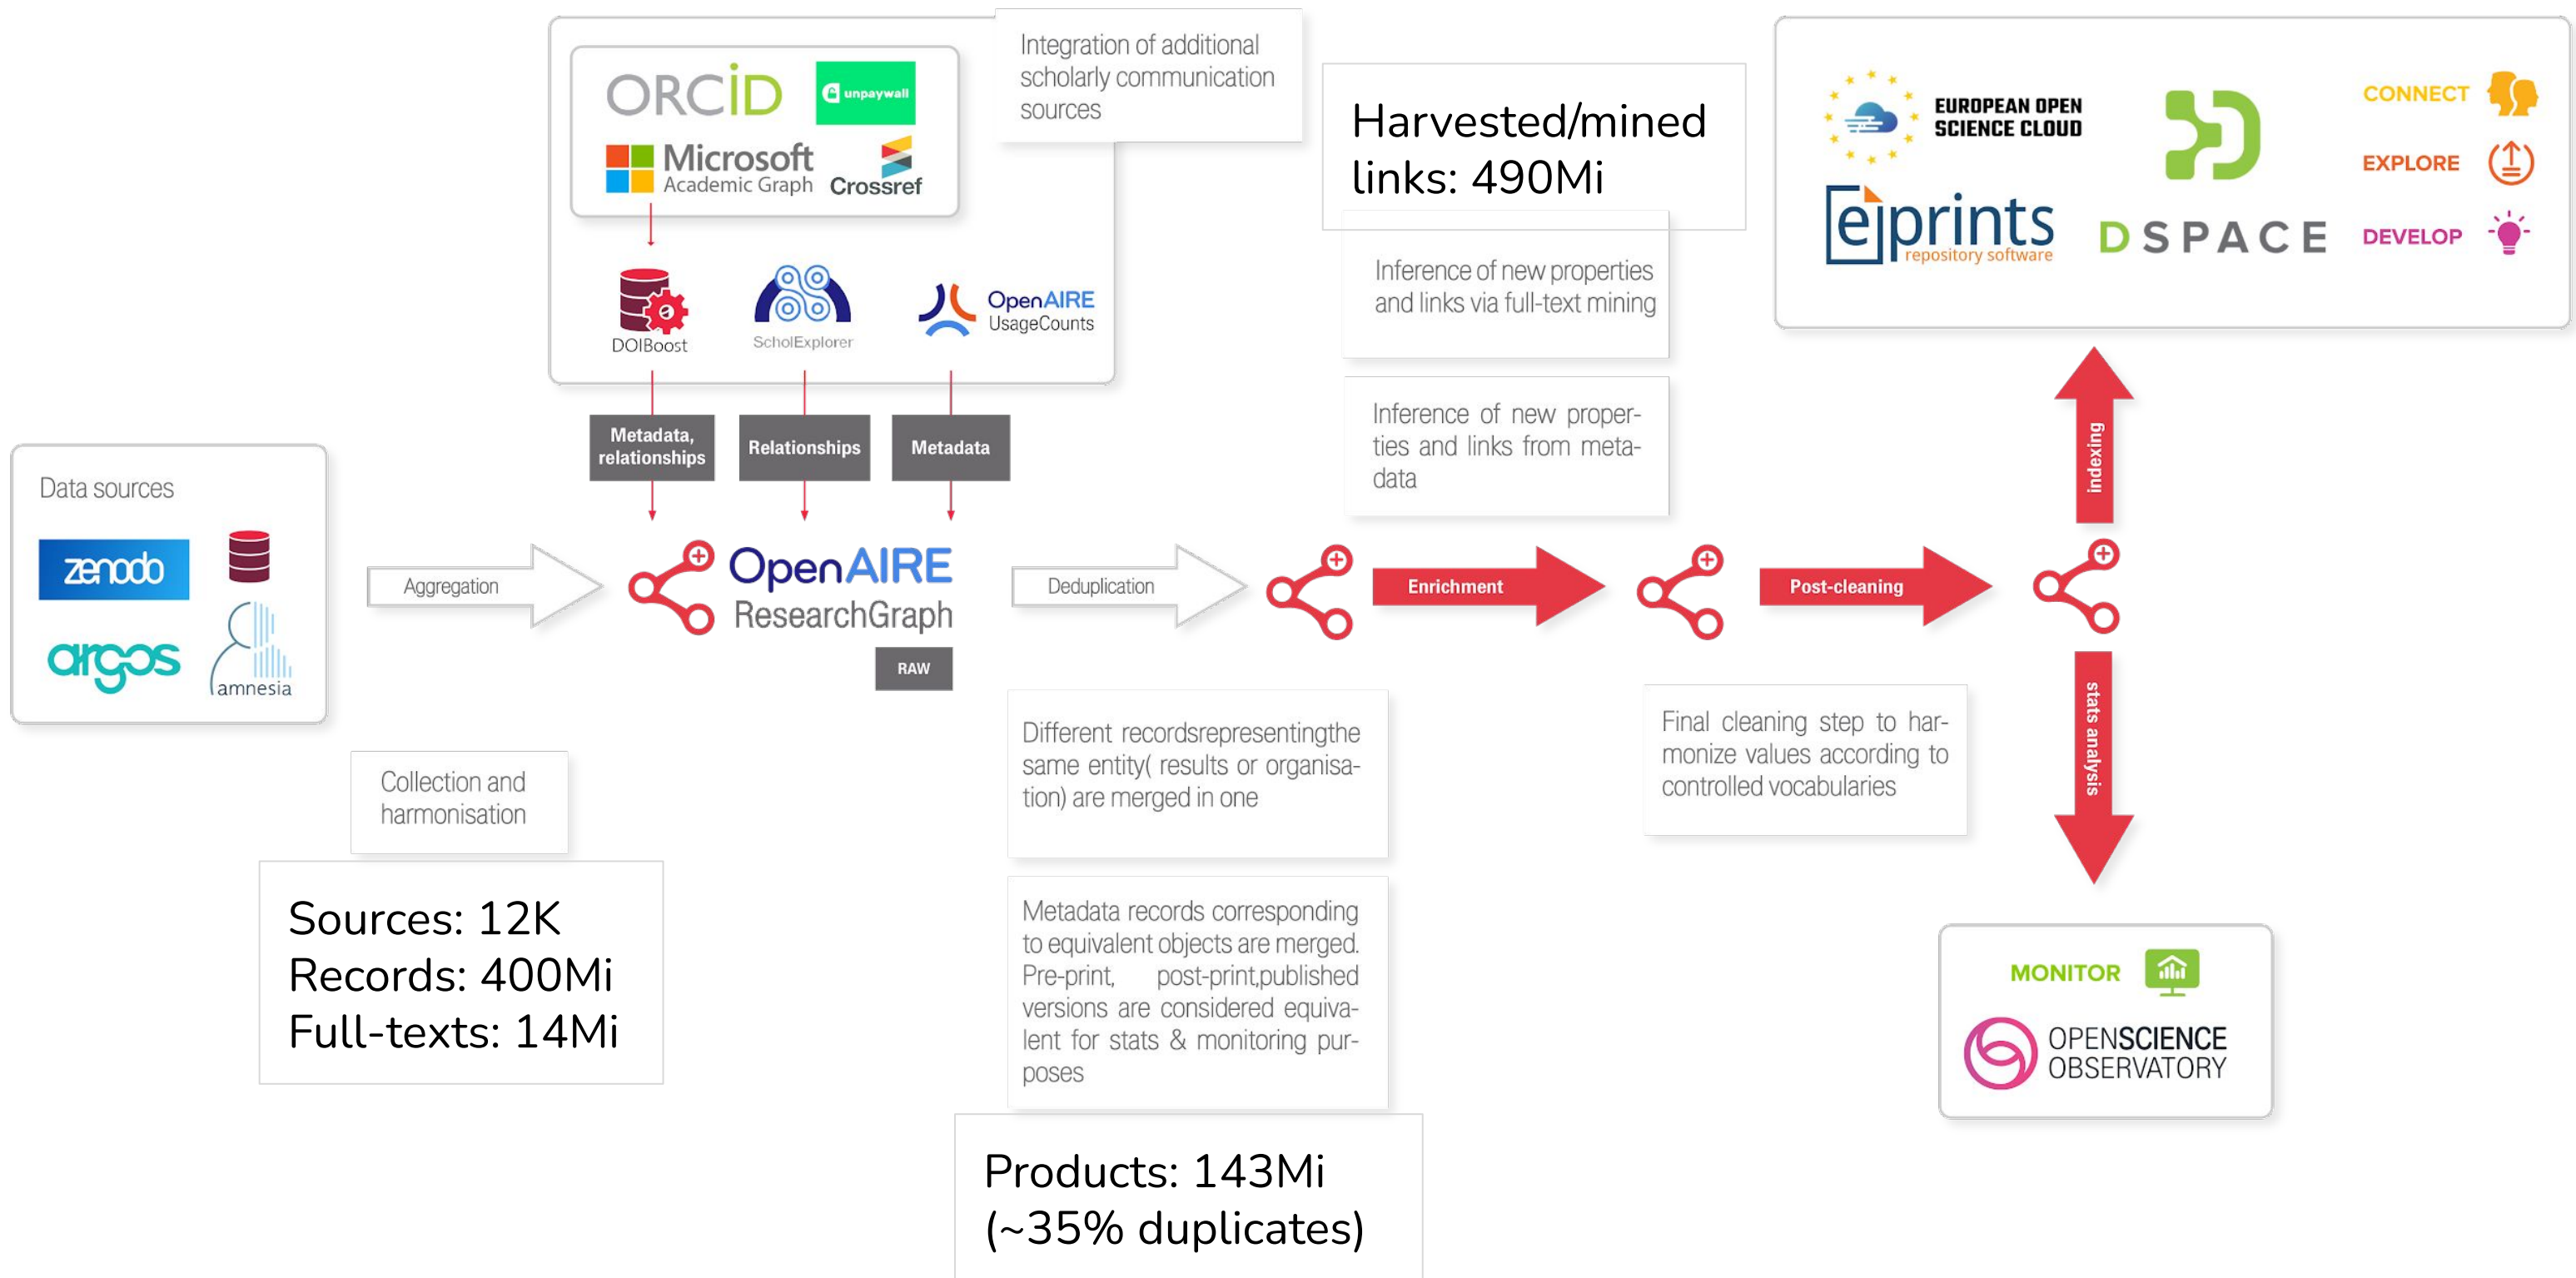 ORCID
unpaywall
Microsoft
Academic Graph
Crossref
DOIBoost
ScholExplorer
OpenAIRE
UsageCounts
Integration of additional
scholarly communication
sources
Harvested/mined
links: 490Mi
Inference of new properties
and links via full-text mining
Inference of new proper-
ties and links from meta-
data
EUROPEAN OPEN
SCIENCE CLOUD
eprints
repository software
DSPACE
CONNECT
EXPLORE
DEVELOP
Metadata,
relationships
Relationships
Metadata
indexing
Data sources
zenodo
argos
amnesia
Aggregation
OpenAIRE
ResearchGraph
RAW
Deduplication
Enrichment
Post-cleaning
stats analysis
Collection and
harmonisation
Sources: 12K
Records: 400Mi
Full-texts: 14Mi
Different recordsrepresentingthe
same entity( results or organisa-
tion) are merged in one
Metadata records corresponding
to equivalent objects are merged.
Pre-print, post-print,published
versions are considered equiva-
lent for stats & monitoring pur-
poses
Products: 143Mi
(~35% duplicates)
Final cleaning step to har-
monize values according to
controlled vocabularies
MONITOR
OPENSCIENCE
OBSERVATORY